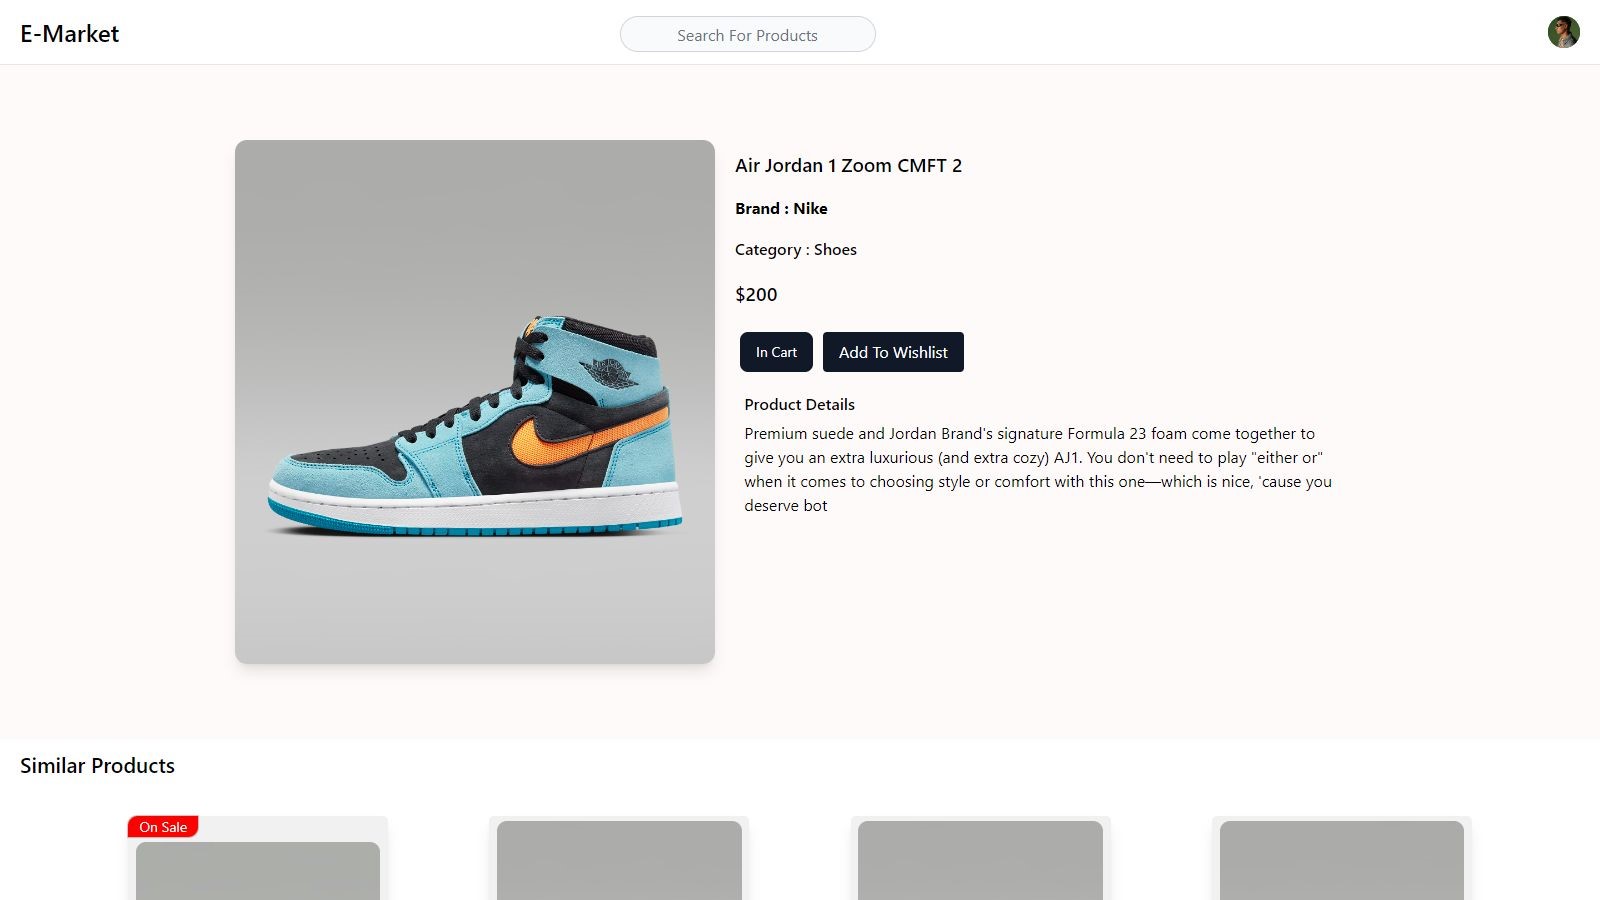 E-Market
Search For Products
Air Jordan 1 Zoom CMFT 2
Brand : Nike
Category : Shoes
$200
In Cart
Add To Wishlist
Product Details
Premium suede and Jordan Brand's signature Formula 23 foam come together to
give you an extra luxurious (and extra cozy) AJ1. You don't need to play "either or"
when it comes to choosing style or comfort with this one—which is nice, 'cause you
deserve bot
Similar Products
On Sale